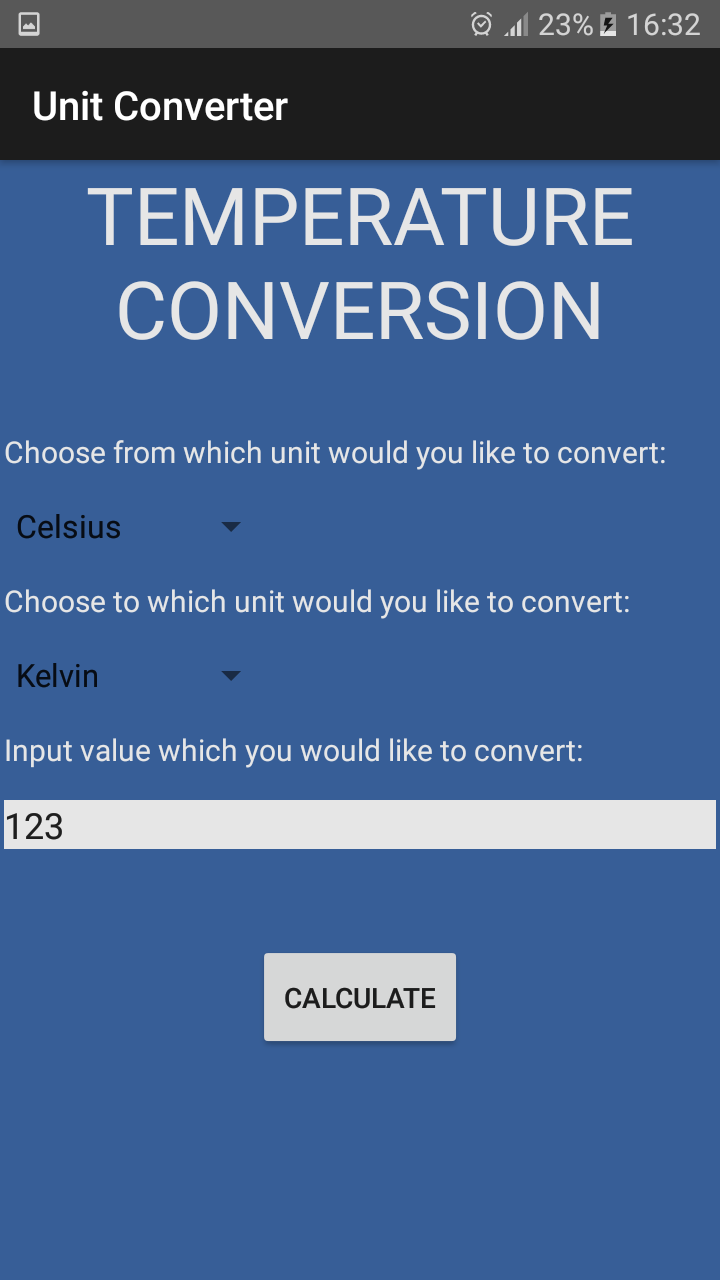 23% 16:32
Unit Converter
TEMPERATURE
CONVERSION
Choose from which unit would you like to convert:
Celsius
Choose to which unit would you like to convert:
Kelvin
Input value which you would like to convert:
123
CALCULATE